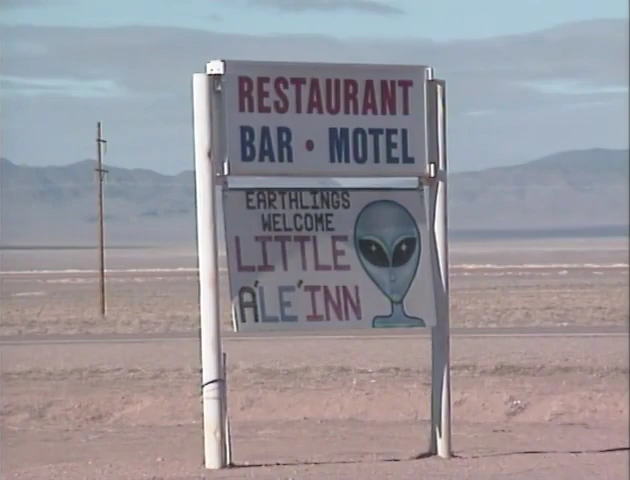 RESTAURANT
BAR • MOTEL
EARTHLINGS
WELCOME
LITTLE
A'LE'INN